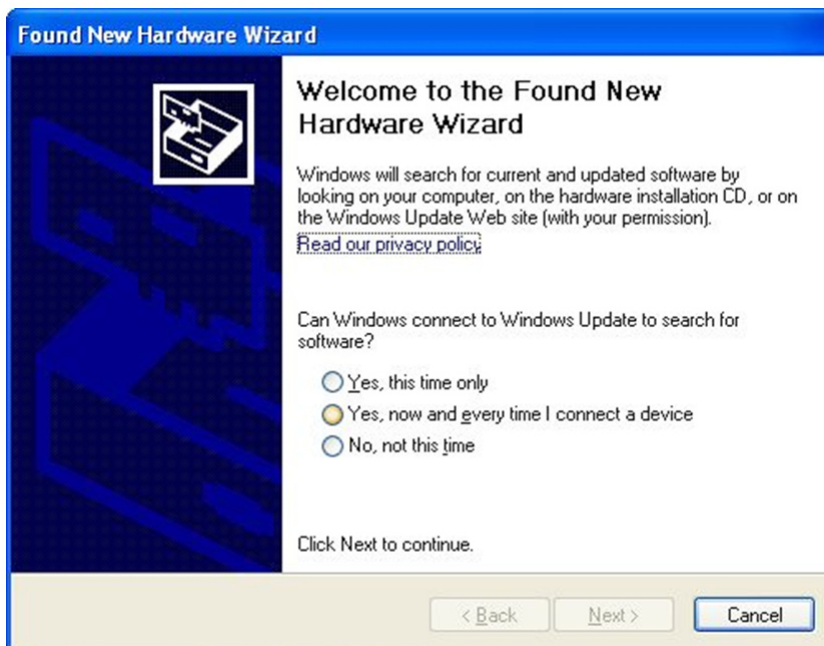 Found New Hardware Wizard
Welcome to the Found New
Hardware Wizard
Windows will search for current and updated software by
looking on your computer, on the hardware installation CD, or on
the Windows Update Web site (with your permission).
Read our privacy policy
Can Windows connect to Windows Update to search for
software?
Yes, this time only
Yes, now and every time I connect a device
No, not this time
Click Next to continue.
< Back Next > Cancel